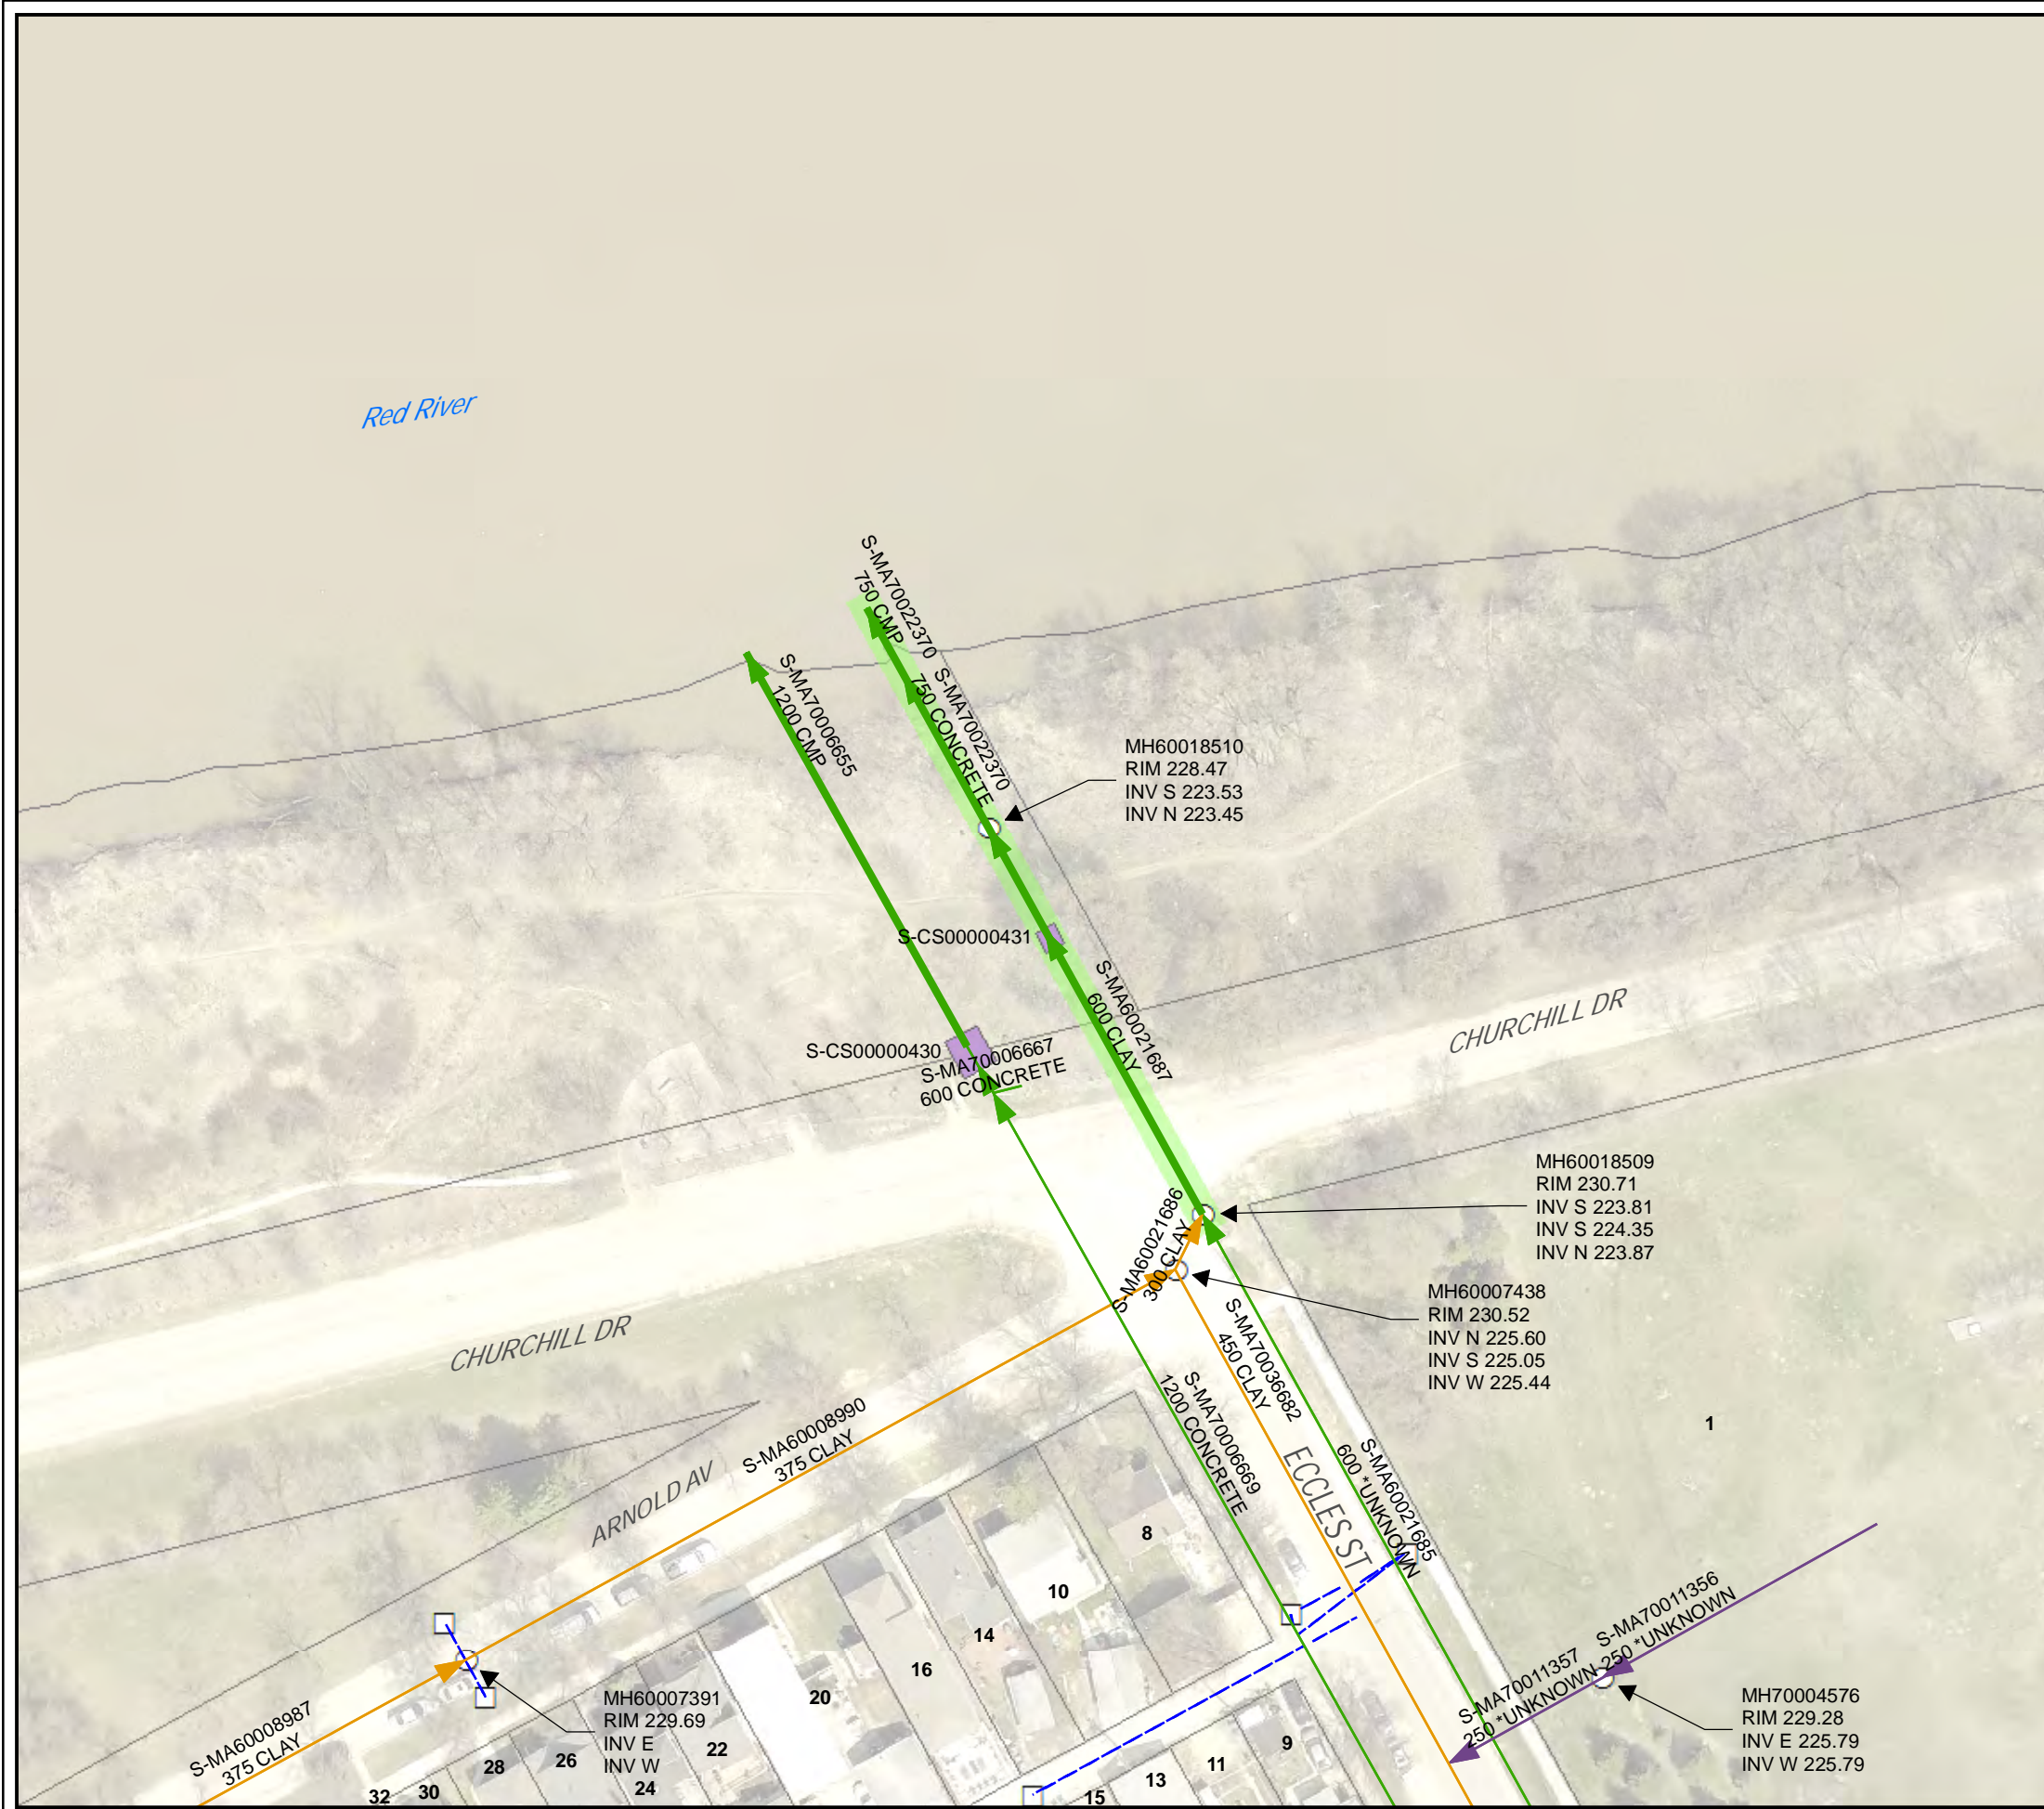 Red River
S-MA70022370
750 CMP
S-MA70022370
750 CONCRETE
S-MA70006655
1200 CMP
MH60018510
RIM 228.47
INV S 223.53
INV N 223.45
S-CS00000431
S-MA60021687
600 CLAY
CHURCHILL DR
S-CS00000430
S-MA70006667
600 CONCRETE
MH60018509
RIM 230.71
INV S 223.81
INV S 224.35
INV N 223.87
S-MA60021686
300 CLAY
MH60007438
RIM 230.52
INV N 225.60
INV S 225.05
INV W 225.44
CHURCHILL DR
S-MA70036682
450 CLAY
S-MA70006669
1200 CONCRETE
S-MA60008990
375 CLAY
ARNOLD AV
ECCLES ST
S-MA60021685
600 *UNKNOWN
1
8
10
14
16
20
22
24
26
28
30
32
S-MA70011356
250 *UNKNOWN
S-MA70011357
250 *UNKNOWN
MH60007391
RIM 229.69
INV E
INV W
S-MA60008987
375 CLAY
MH70004576
RIM 229.28
INV E 225.79
INV W 225.79
9
11
13
15